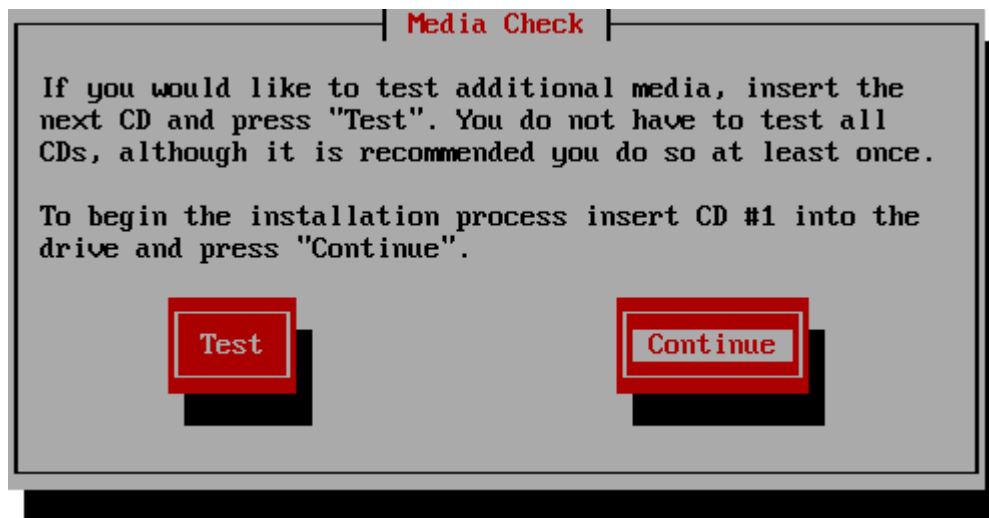 Media Check
If you would like to test additional media, insert the
next CD and press "Test". You do not have to test all
CDs, although it is recommended you do so at least once.
To begin the installation process insert CD #1 into the
drive and press "Continue".
Test Continue